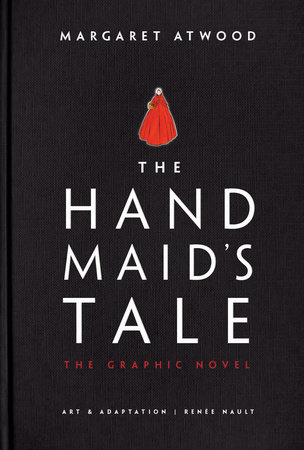 MARGARET ATWOOD
THE
HAND
MAID'S
TALE
THE GRAPHIC NOVEL
ART & ADAPTATION | RENÉE NAULT